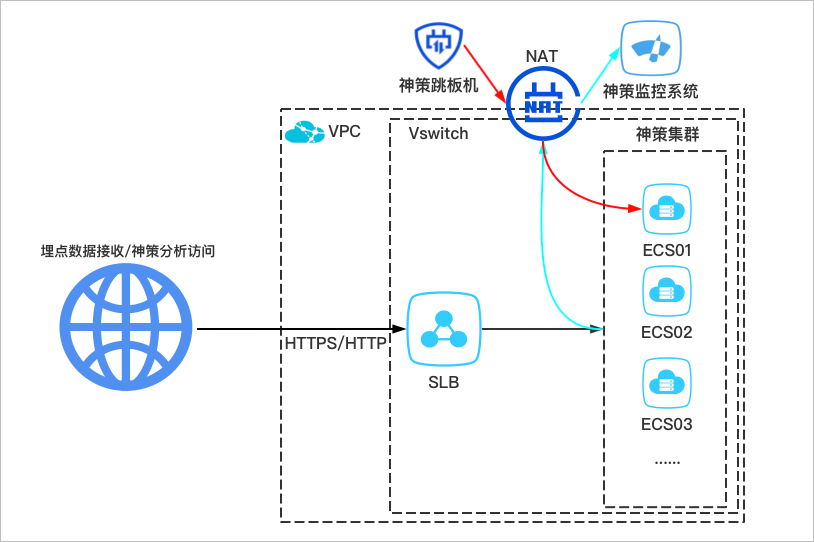 NAT
神策跳板机
神策监控系统
NAT
VPC
Vswitch
神策集群
埋点数据接收/神策分析访问
ECS01
ECS02
HTTPS/HTTP
SLB
ECS03
......